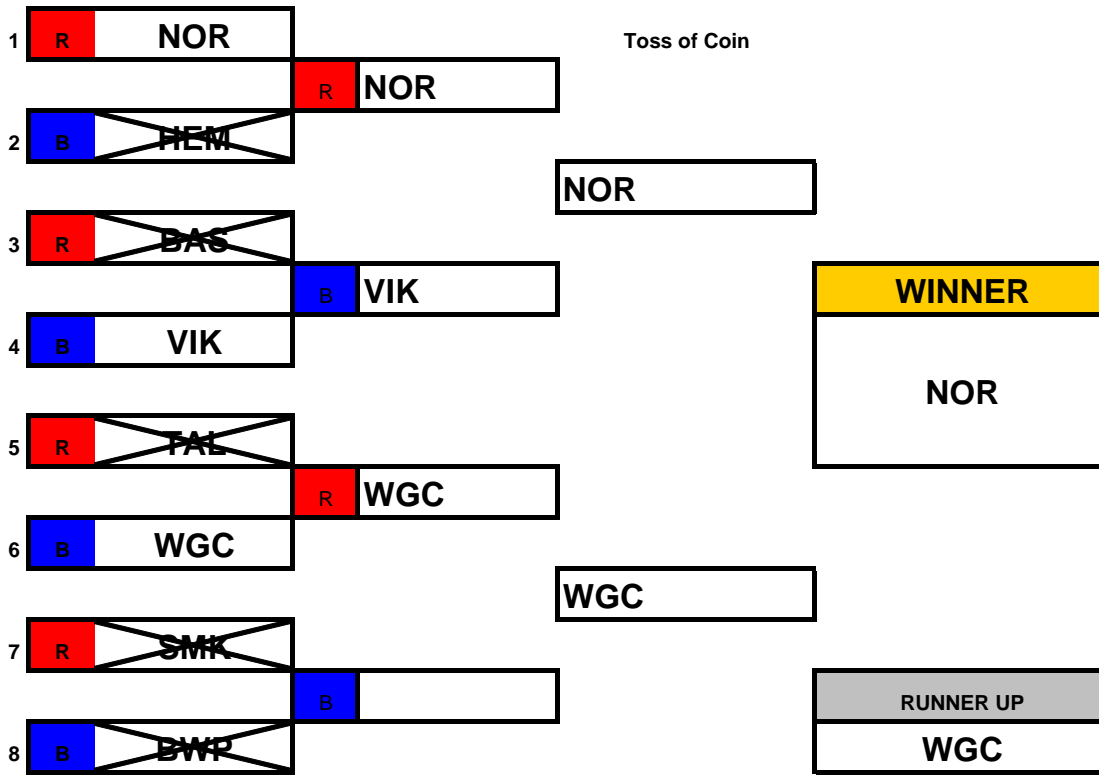 1 R NOR Toss of Coin
R NOR
2 B HEM
NOR
3 R BAS
B VIK WINNER
4 B VIK
NOR
5 R TAL
R WGC
6 B WGC
WGC
7 R SMK
B RUNNER UP
8 B BWP WGC